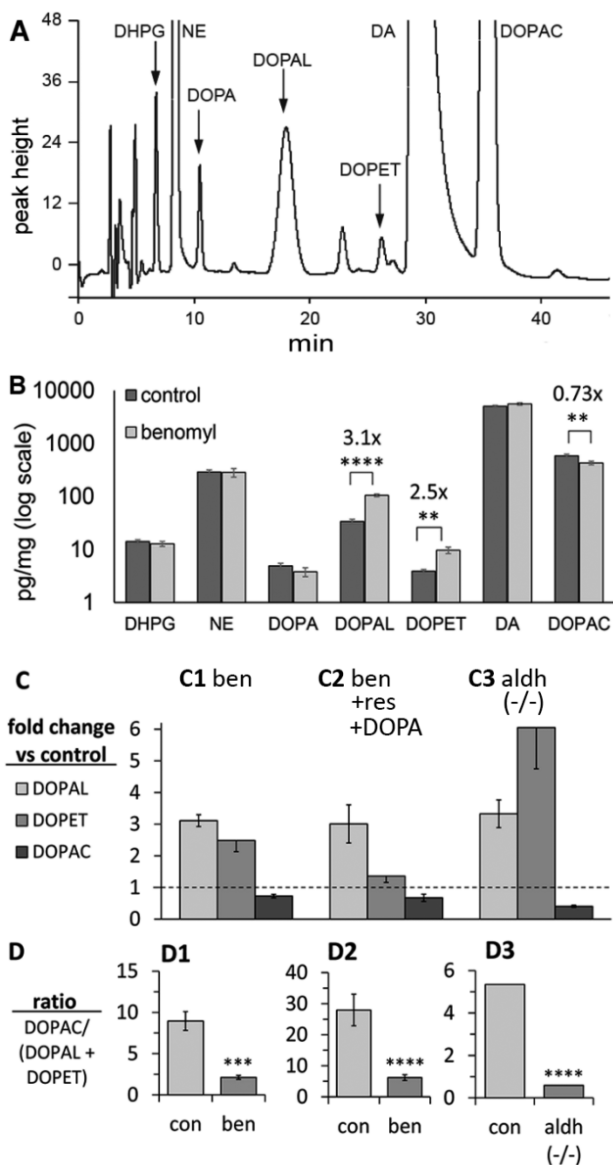 A
48
36
24
12
0
peak height
DHPG
NE
DOPA
DOPAL
DOPET
DA
DOPAC
0
10
20
30
40
min
B
10000
1000
100
10
1
pg/mg (log scale)
control
benomyl
3.1x
****
2.5x
**
0.73x
**
DHPG
NE
DOPA
DOPAL
DOPET
DA
DOPAC
C
C1 ben
C2 ben
+res
+DOPA
C3 aldh
(-/-)
fold change
vs control
DOPAL
DOPET
DOPAC
6
5
4
3
2
1
0
D
D1
D2
D3
ratio
DOPAC/
(DOPAL +
DOPET)
15
10
5
0
***
con
ben
40
30
20
10
0
****
con
ben
6
4
2
0
****
con
aldh
(-/-)